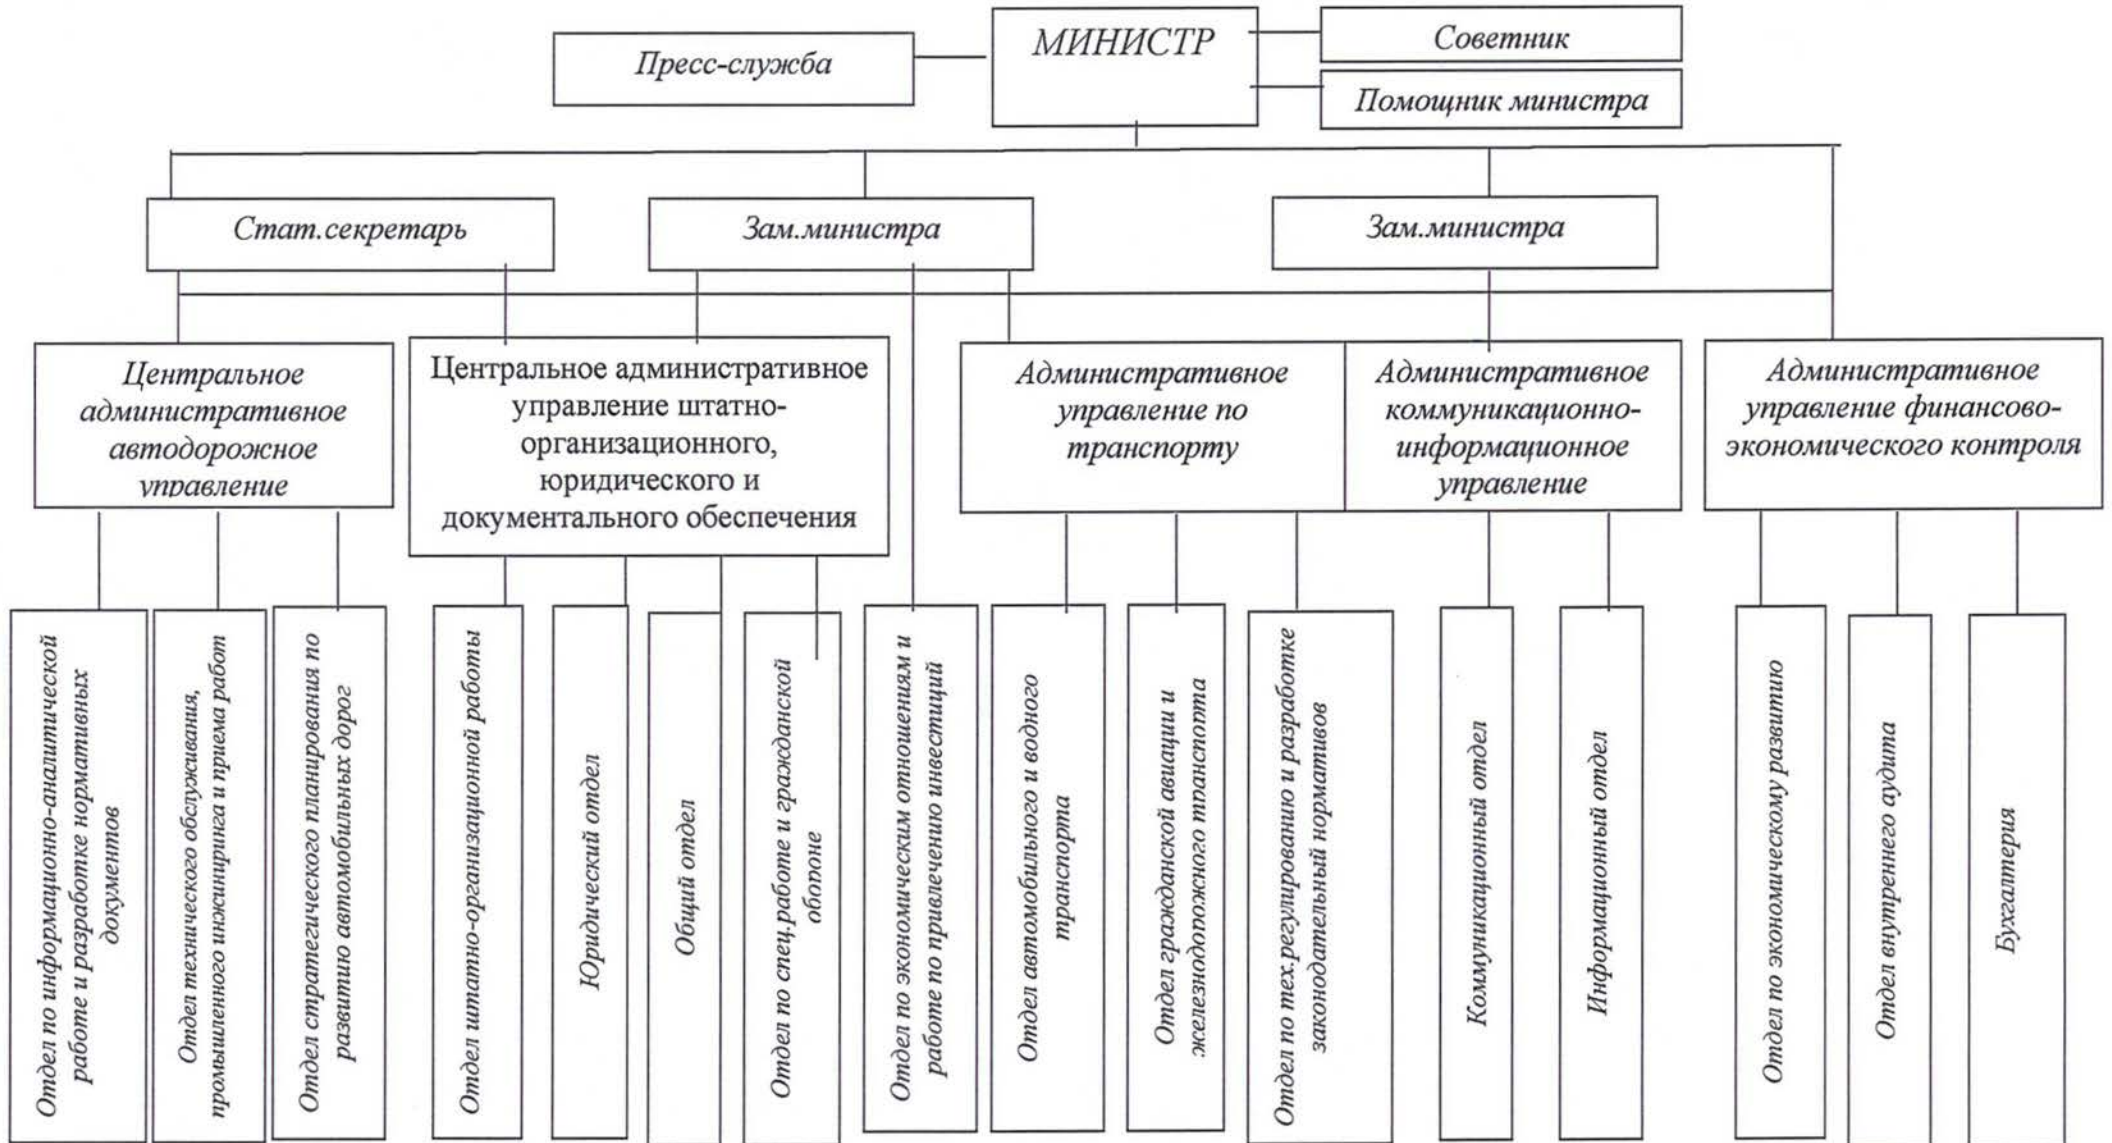 МИНИСТР
Пресс-служба
Советник
Помощник министра
Стат.секретарь
Зам.министра
Зам.министра
Центральное
административное
автодорожное
управление
Центральное административное
управление штатно-
организационного,
юридического и
документального обеспечения
Административное
управление по
транспорту
Административное
коммуникационно-
информационное
управление
Административное
управление финансово-
экономического контроля
Отдел по информационно-аналитической
работе и разработке нормативных
документов
Отдел технического обслуживания,
промышленного инжиниринга и приема работ
Отдел стратегического планирования по
развитию автомобильных дорог
Отдел штатно-организационной работы
Юридический отдел
Общий отдел
Отдел по спец.работе и гражданской
обороне
Отдел по экономическим отношениям и
работе по привлечению инвестиций
Отдел автомобильного и водного
транспорта
Отдел гражданской авиации и
железнодопожного транспорта
Отдел по тех.регулированию и разработке
законодательный нормативов
Коммуникационный отдел
Информационный отдел
Отдел по экономическому развитию
Отдел внутреннего аудита
Бухгалтерия